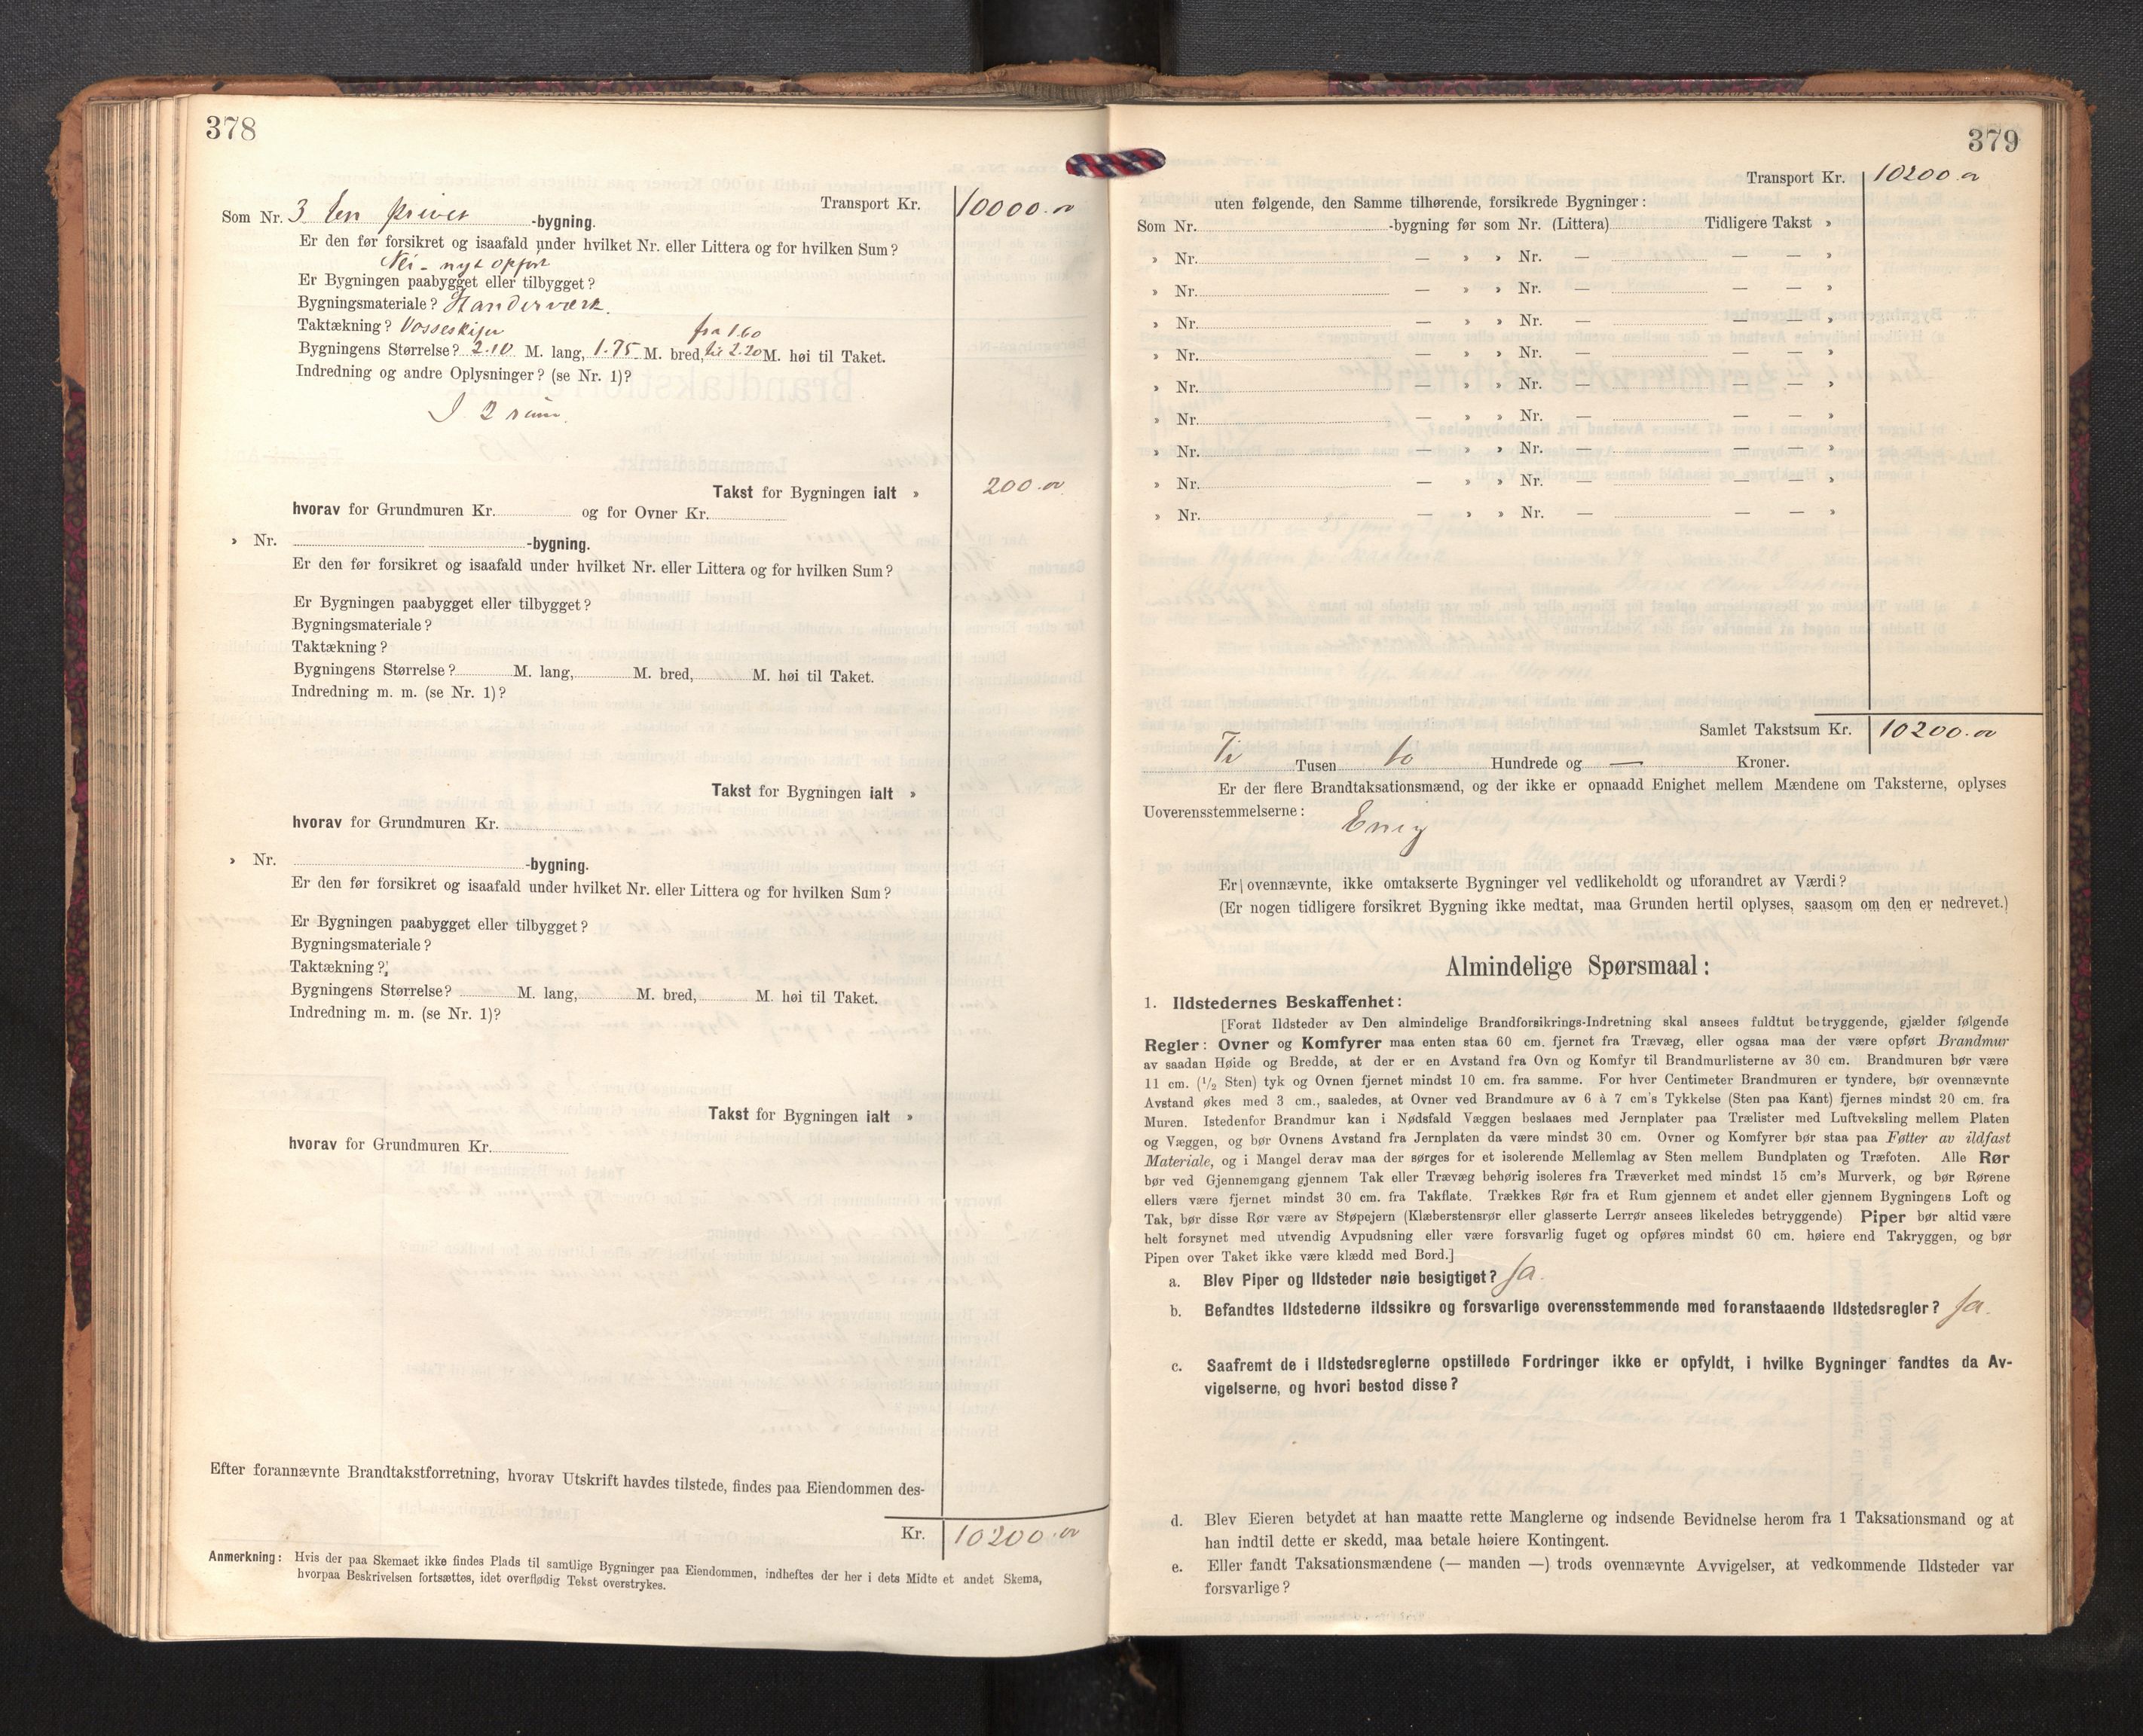 378
Transport Kr. 10000.00
Som Nr. 3 En privet -bygning.
Er den før forsikret og isaafald under hvilket Nr. eller Littera og for hvilken Sum?
Nei - nyt opført
Er Bygningen paabygget eller tilbygget?
Bygningsmateriale? Standerværk.
Taktækning? Vosseskifer
fra 1.60
Bygningens Størrelse? 2.10 M. lang, 1.75 M. bred, til 2.20 M. høi til Taket.
Indredning og andre Oplysninger? (se Nr. 1)?
I 2 rum.
Takst for Bygningen ialt » 200.00
hvorav for Grundmuren Kr. og for Ovner Kr.
» Nr. -bygning.
Er den før forsikret og isaafald under hvilket Nr. eller Littera og for hvilken Sum?
Er Bygningen paabygget eller tilbygget?
Bygningsmateriale?
Taktækning?
Bygningens Størrelse? M. lang, M. bred, M. høi til Taket.
Indredning m. m. (se Nr. 1)?
Takst for Bygningen ialt »
hvorav for Grundmuren Kr.
» Nr. -bygning.
Er den før forsikret og isaafald under hvilket Nr. eller Littera og for hvilken Sum?
Er Bygningen paabygget eller tilbygget?
Bygningsmateriale?
Taktækning?
Bygningens Størrelse? M. lang, M. bred, M. høi til Taket.
Indredning m. m. (se Nr. 1)?
Takst for Bygningen ialt »
hvorav for Grundmuren Kr.
Efter forannævnte Brandtakstforretning, hvorav Utskrift havdes tilstede, findes paa Eiendommen des-
Kr. 10200.00
Anmerkning: Hvis der paa Skemaet ikke findes Plads til samtlige Bygninger paa Eiendommen, indheftes der her i dets Midte et andet Skema,
hvorpaa Beskrivelsen fortsættes, idet overflødig Tekst overstrykes.
379
Transport Kr. 10200.00
uten følgende, den Samme tilhørende, forsikrede Bygninger:
Som Nr. -bygning før som Nr. (Littera) Tidligere Takst »
» Nr. — » » Nr. — — — »
» Nr. — » » Nr. — — — »
» Nr. — » » Nr. — — — »
» Nr. — » » Nr. — — — »
» Nr. — » » Nr. — — — »
» Nr. — » » Nr. — — — »
» Nr. — » » Nr. — — — »
» Nr. — » » Nr. — — — »
» Nr. — » » Nr. — — — »
Samlet Takstsum Kr. 10200.00
Ti Tusen to Hundrede og — Kroner.
Er der flere Brandtaksationsmænd, og der ikke er opnaadd Enighet mellem Mændene om Taksterne, oplyses
Uoverensstemmelserne: Enig
Er ovennævnte, ikke omtakserte Bygninger vel vedlikeholdt og uforandret av Værdi?
(Er nogen tidligere forsikret Bygning ikke medtat, maa Grunden hertil oplyses, saasom om den er nedrevet.)
Almindelige Spørsmaal:
1. Ildstedernes Beskaffenhet:
[Forat Ildsteder av Den almindelige Brandforsikrings-Indretning skal ansees fuldtut betryggende, gjælder følgende
Regler: Ovner og Komfyrer maa enten staa 60 cm. fjernet fra Trævæg, eller ogsaa maa der være opført Brandmur
av saadan Høide og Bredde, at der er en Avstand fra Ovn og Komfyr til Brandmurlisterne av 30 cm. Brandmuren bør være
11 cm. (1/2 Sten) tyk og Ovnen fjernet mindst 10 cm. fra samme. For hver Centimeter Brandmuren er tyndere, bør ovennævnte
Avstand økes med 3 cm., saaledes, at Ovner ved Brandmure av 6 à 7 cm's Tykkelse (Sten paa Kant) fjernes mindst 20 cm. fra
Muren. Istedenfor Brandmur kan i Nødsfald Væggen beslaaes med Jernplater paa Trælister med Luftveksling mellem Platen
og Væggen, og bør Ovnens Avstand fra Jernplaten da være mindst 30 cm. Ovner og Komfyrer bør staa paa Føtter av ildfast
Materiale, og i Mangel derav maa der sørges for et isolerende Mellemlag av Sten mellem Bundplaten og Træfoten. Alle Rør
bør ved Gjennemgang gjennem Tak eller Trævæg behørig isoleres fra Træverket med mindst 15 cm's Murverk, og bør Rørene
ellers være fjernet mindst 30 cm. fra Takflate. Trækkes Rør fra et Rum gjennem et andet eller gjennem Bygningens Loft og
Tak, bør disse Rør være av Støpejern (Klæberstensrør eller glasserte Lerrør ansees likeledes betryggende) Piper bør altid være
helt forsynet med utvendig Avpudsning eller være forsvarlig fuget og opføres mindst 60 cm. høiere end Takryggen, og bør
Pipen over Taket ikke være klædd med Bord.]
a. Blev Piper og Ildsteder nøie besigtiget? Ja.
b. Befandtes Ildstederne ildssikre og forsvarlige overensstemmende med foranstaaende Ildstedsregler? Ja.
c. Saafremt de i Ildstedsreglerne opstillede Fordringer ikke er opfyldt, i hvilke Bygninger fandtes da Av-
vigelserne, og hvori bestod disse?
d. Blev Eieren betydet at han maatte rette Manglerne og indsende Bevidnelse herom fra 1 Taksationsmand og at
han indtil dette er skedd, maa betale høiere Kontingent.
e. Eller fandt Taksationsmændene (— manden —) trods ovennævnte Avvigelser, at vedkommende Ildsteder var
forsvarlige?